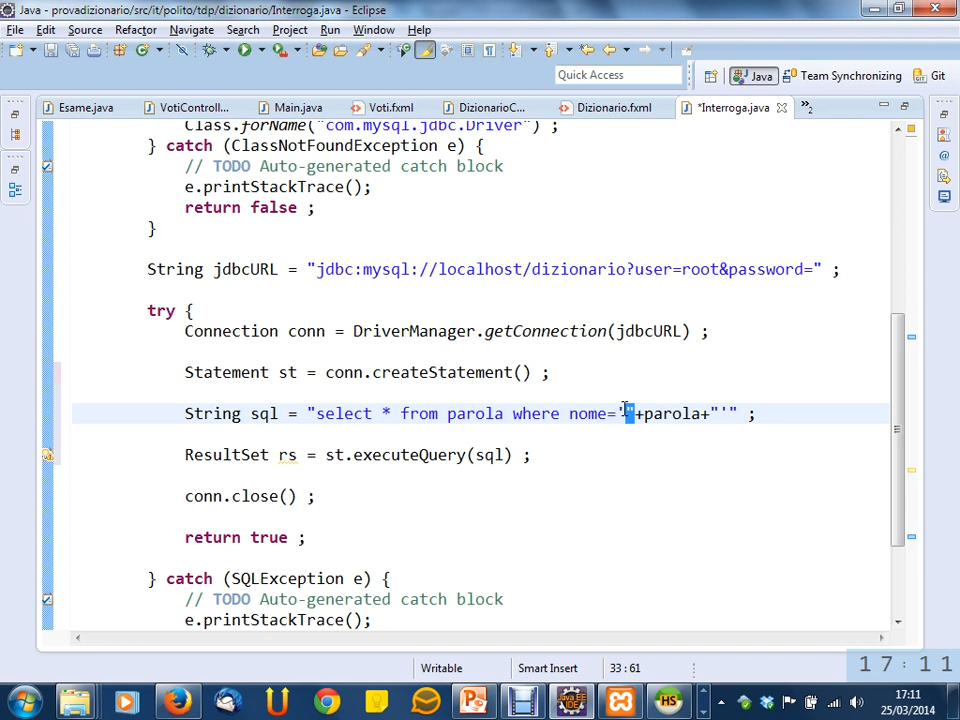 Java - provadizionario/src/it/polito/tdp/dizionario/Interroga.java - Eclipse
File Edit Source Refactor Navigate Search Project Run Window Help
Quick Access
Java
Team Synchronizing
Git
Esame.java
VotiControll...
Main.java
Voti.fxml
DizionarioC...
Dizionario.fxml
*Interroga.java
»2
Class.forName("com.mysql.jdbc.Driver") ;
} catch (ClassNotFoundException e) {
// TODO Auto-generated catch block
e.printStackTrace();
return false ;
}
String jdbcURL = "jdbc:mysql://localhost/dizionario?user=root&password=" ;
try {
Connection conn = DriverManager.getConnection(jdbcURL) ;
Statement st = conn.createStatement() ;
String sql = "select * from parola where nome='"+parola+"'" ;
ResultSet rs = st.executeQuery(sql) ;
conn.close() ;
return true ;
} catch (SQLException e) {
// TODO Auto-generated catch block
e.printStackTrace();
Writable
Smart Insert
33 : 61
17:11
HS
17:11
25/03/2014